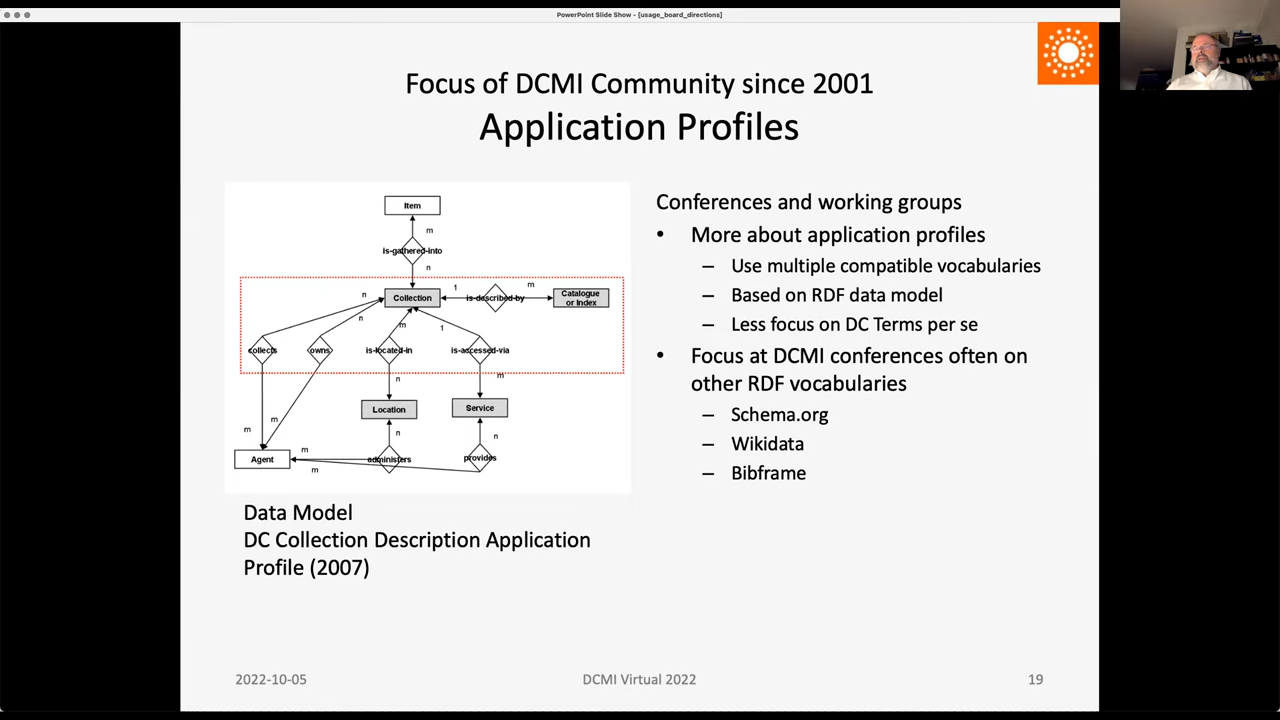 PowerPoint Slide Show - [usage_board_directions]
Focus of DCMI Community since 2001
Application Profiles
Item
m
is-gathered-into
n
Collection
1
is-described-by
m
Catalogue
or Index
n
n
m
1
collects
owns
is-located-in
is-accessed-via
n
m
Location
Service
m
m
n
n
Agent
m
m
administers
provides
Data Model
DC Collection Description Application
Profile (2007)
Conferences and working groups
• More about application profiles
– Use multiple compatible vocabularies
– Based on RDF data model
– Less focus on DC Terms per se
• Focus at DCMI conferences often on
other RDF vocabularies
– Schema.org
– Wikidata
– Bibframe
2022-10-05
DCMI Virtual 2022
19